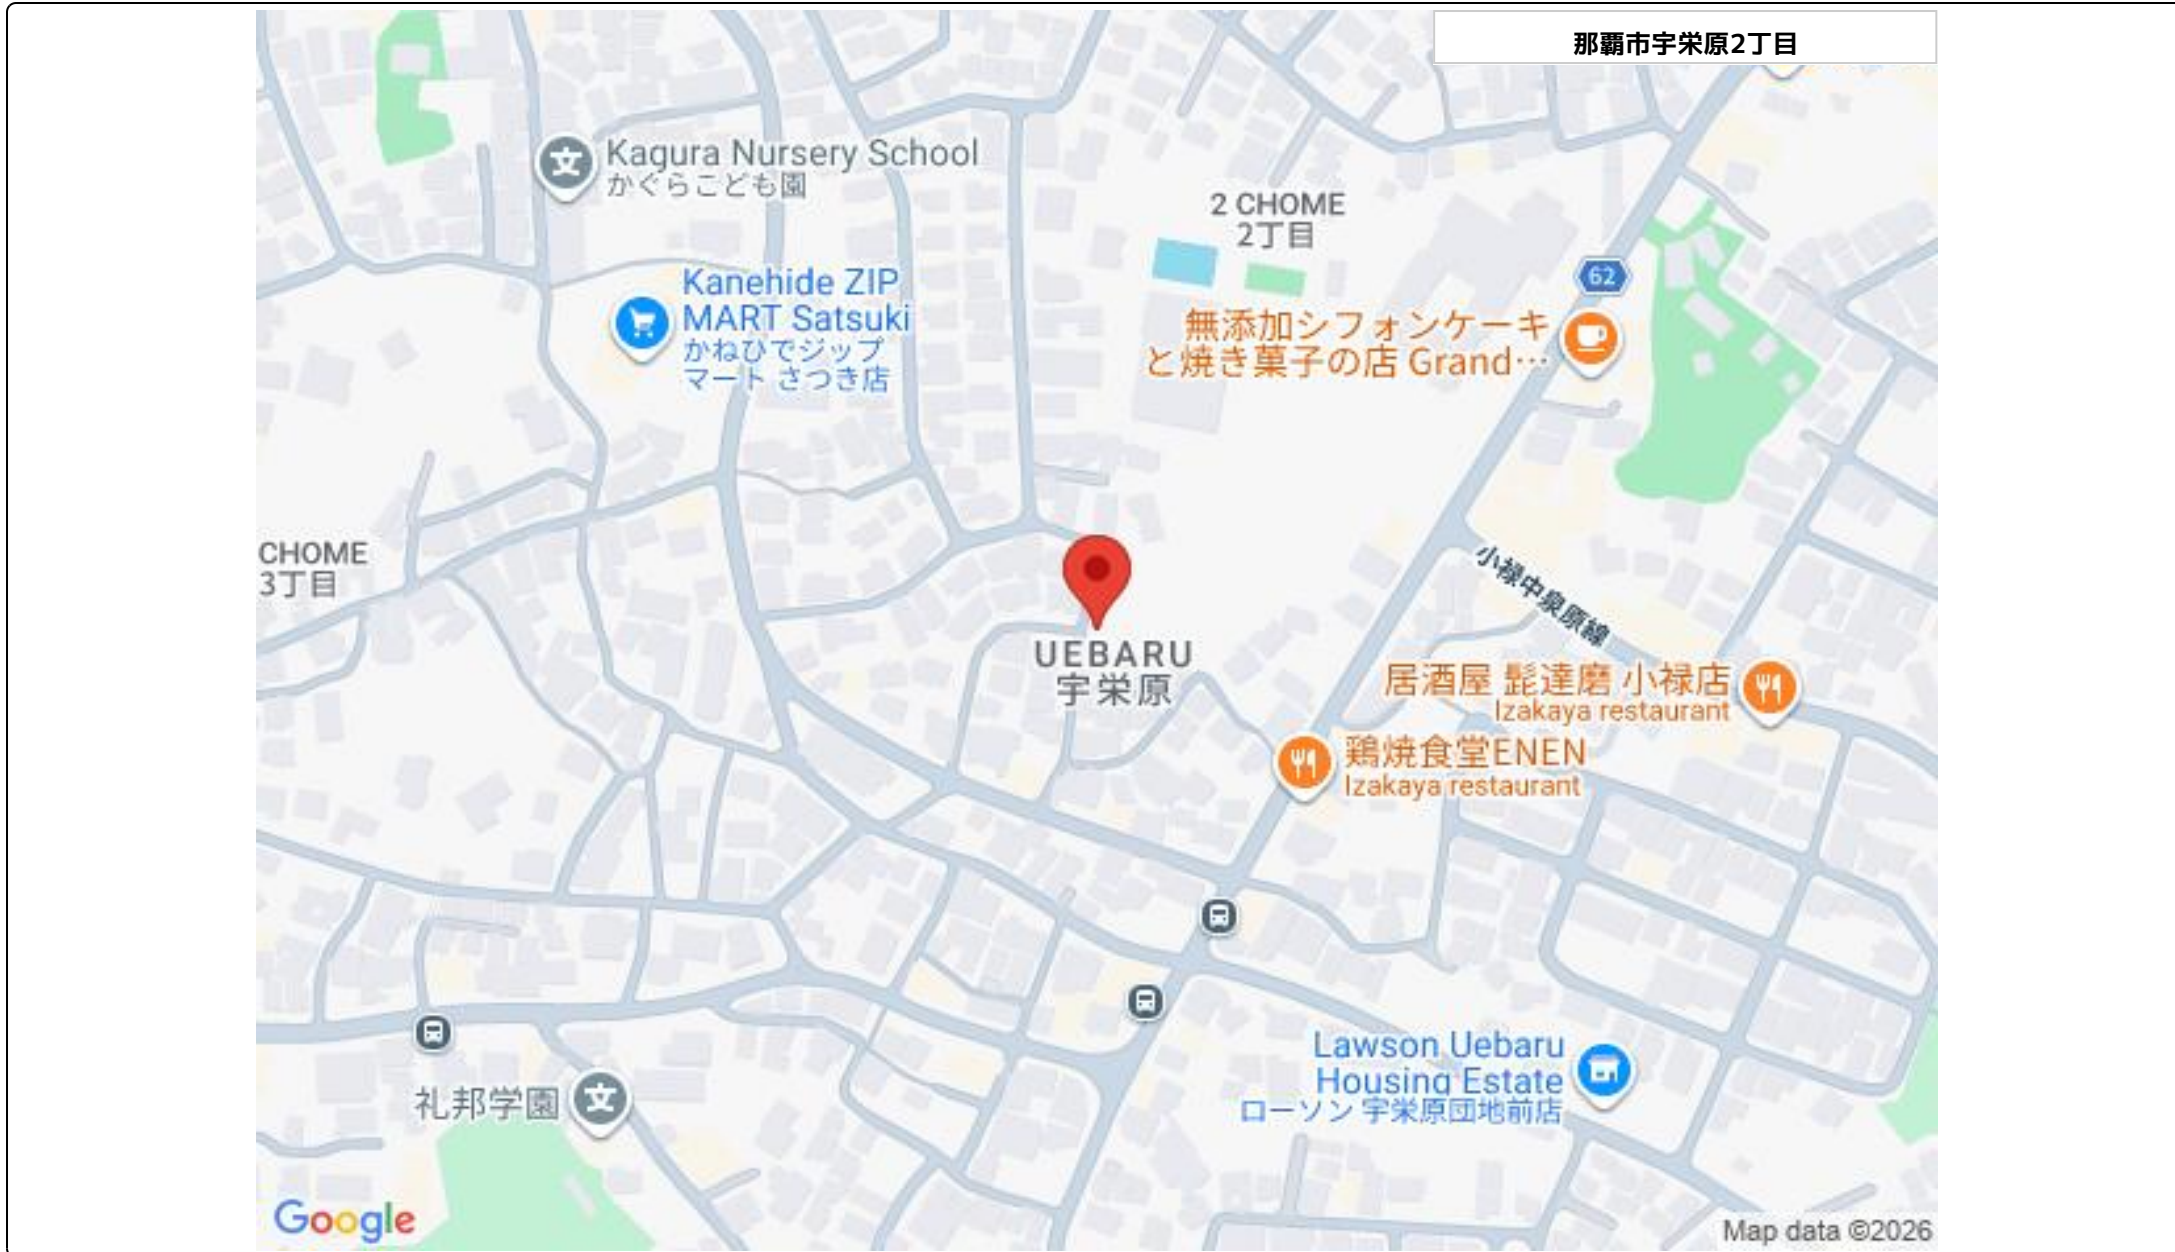 那覇市宇栄原2丁目
Kagura Nursery School
かぐらこども園
2 CHOME
2丁目
62
Kanehide ZIP
MART Satsuki
かねひでジップ
マート さつき店
無添加シフォンケーキ
と焼き菓子の店 Grand…
CHOME
3丁目
小禄中泉原線
UEBARU
宇栄原
居酒屋 髭達磨 小禄店
Izakaya restaurant
鶏焼食堂ENEN
Izakaya restaurant
Lawson Uebaru
Housing Estate
ローソン 宇栄原団地前店
礼邦学園
Google
Map data ©2026